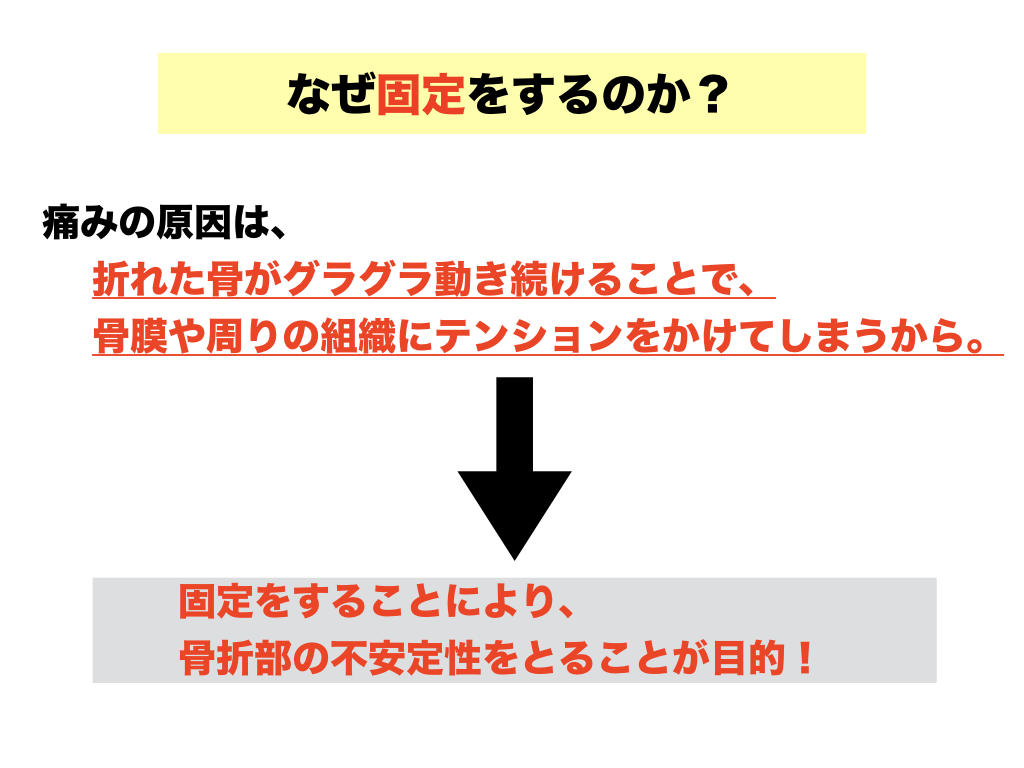 なぜ固定をするのか？
痛みの原因は、
折れた骨がグラグラ動き続けることで、
骨膜や周りの組織にテンションをかけてしまうから。
固定をすることにより、
骨折部の不安定性をとることが目的！